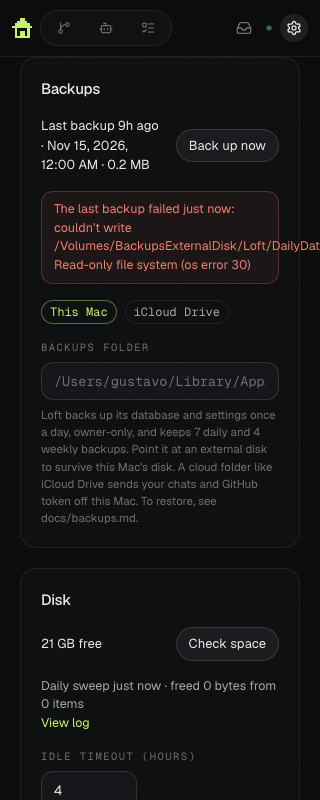 Backups
Last backup 9h ago
· Nov 15, 2026,
12:00 AM · 0.2 MB
Back up now
The last backup failed just now:
couldn't write
/Volumes/BackupsExternalDisk/Loft/DailyDat
Read-only file system (os error 30)
This Mac
iCloud Drive
BACKUPS FOLDER
/Users/gustavo/Library/App
Loft backs up its database and settings once
a day, owner-only, and keeps 7 daily and 4
weekly backups. Point it at an external disk
to survive this Mac's disk. A cloud folder like
iCloud Drive sends your chats and GitHub
token off this Mac. To restore, see
docs/backups.md.
Disk
21 GB free
Check space
Daily sweep just now · freed 0 bytes from
0 items
View log
IDLE TIMEOUT (HOURS)
4